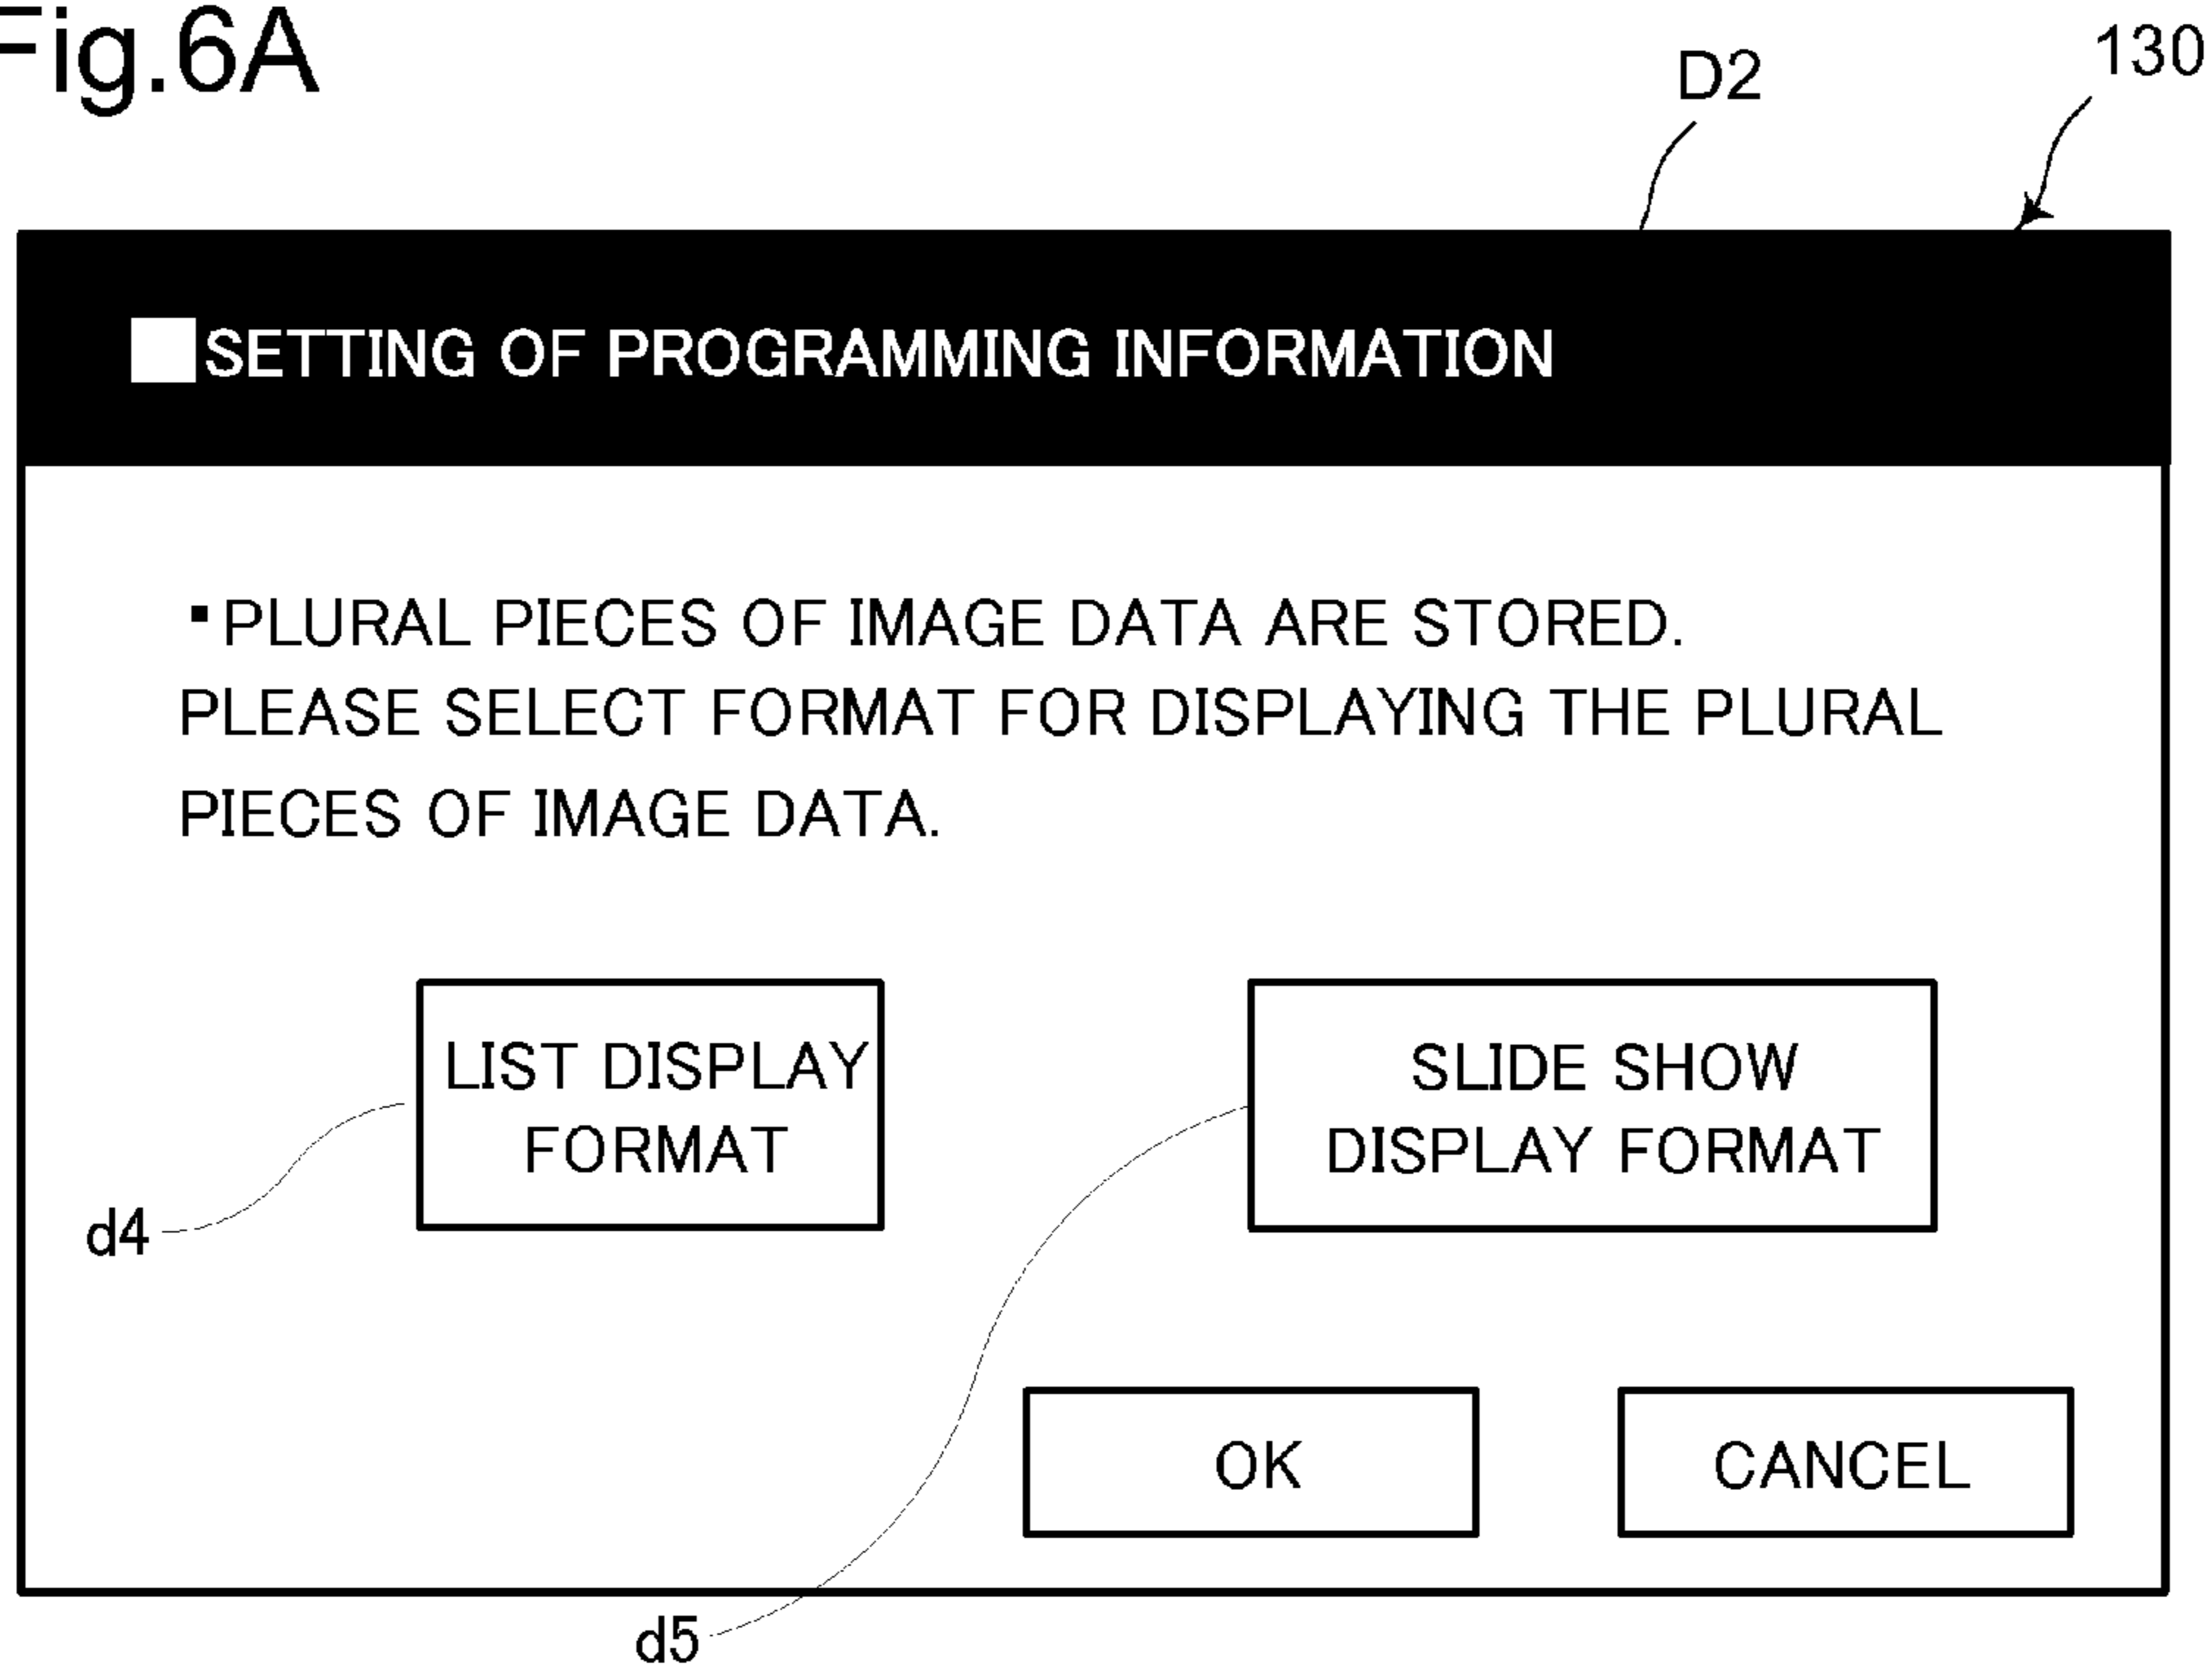 Fig.6A
D2
130
SETTING OF PROGRAMMING INFORMATION
▪PLURAL PIECES OF IMAGE DATA ARE STORED.
PLEASE SELECT FORMAT FOR DISPLAYING THE PLURAL
PIECES OF IMAGE DATA.
LIST DISPLAY
FORMAT
SLIDE SHOW
DISPLAY FORMAT
d4
OK
CANCEL
d5